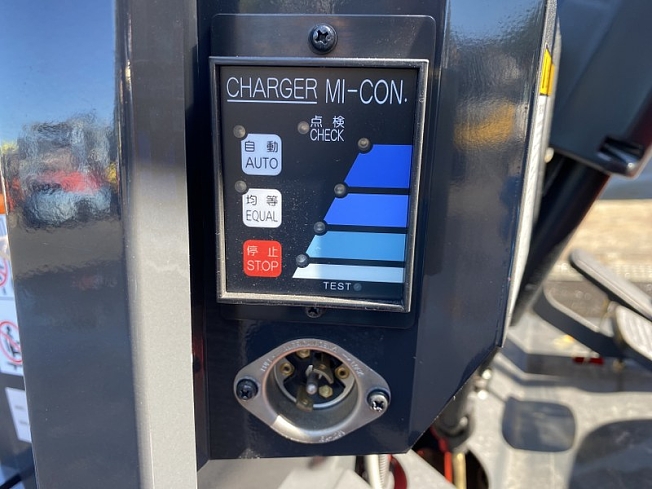 CHARGER MI-CON.
点検
CHECK
自動
AUTO
均等
EQUAL
停止
STOP
TEST